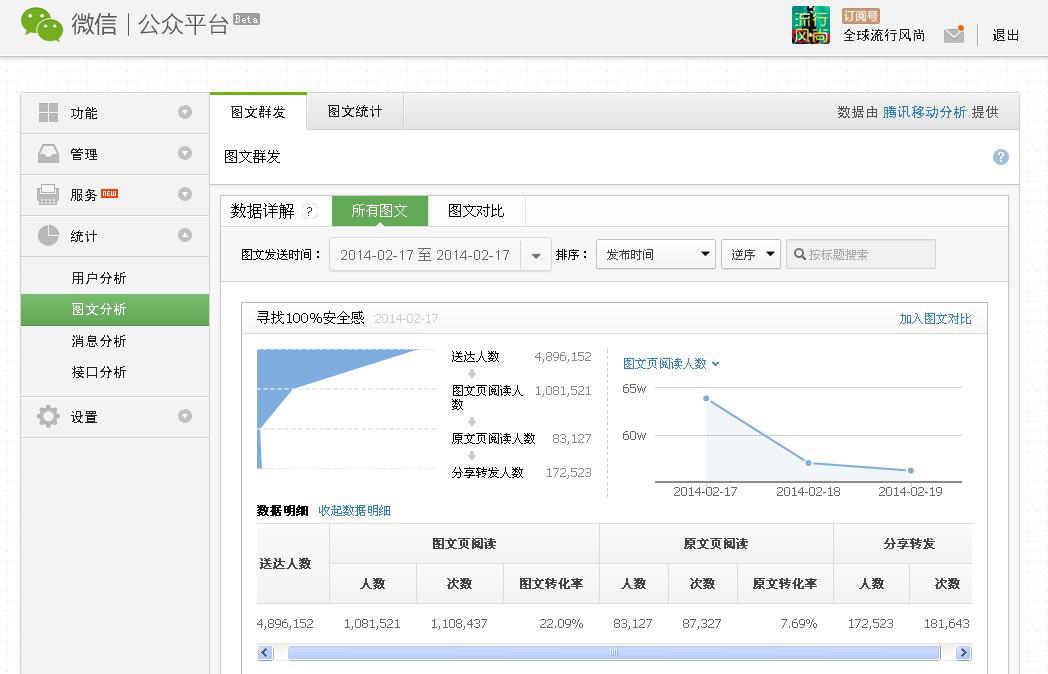 微信 | 公众平台 Beta
流行风尚
订阅号
全球流行风尚
退出
功能
管理
服务 NEW
统计
用户分析
图文分析
消息分析
接口分析
设置
图文群发 图文统计 数据由 腾讯移动分析 提供
图文群发 ?
数据详解 ? 所有图文 图文对比
图文发送时间: 2014-02-17 至 2014-02-17 排序: 发布时间 逆序 按标题搜索
寻找100%安全感 2014-02-17 加入图文对比
送达人数 4,896,152
图文页阅读人数 1,081,521
原文页阅读人数 83,127
分享转发人数 172,523
图文页阅读人数
65w
60w
2014-02-17 2014-02-18 2014-02-19
数据明细 收起数据明细
送达人数 图文页阅读 原文页阅读 分享转发
人数 次数 图文转化率 人数 次数 原文转化率 人数 次数
4,896,152 1,081,521 1,108,437 22.09% 83,127 87,327 7.69% 172,523 181,643